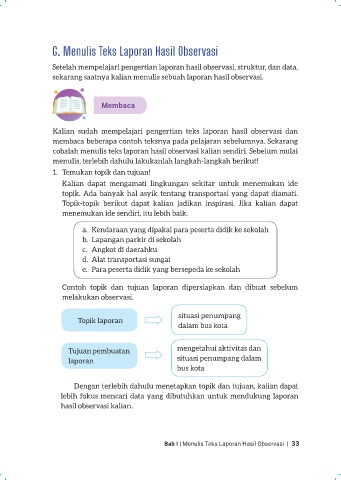 G. Menulis Teks Laporan Hasil Observasi
Setelah mempelajari pengertian laporan hasil observasi, struktur, dan data,
sekarang saatnya kalian menulis sebuah laporan hasil observasi.
Membaca
Kalian sudah mempelajari pengertian teks laporan hasil observasi dan
membaca beberapa contoh teksnya pada pelajaran sebelumnya. Sekarang
cobalah menulis teks laporan hasil observasi kalian sendiri. Sebelum mulai
menulis, terlebih dahulu lakukanlah langkah-langkah berikut!
1. Temukan topik dan tujuan!
Kalian dapat mengamati lingkungan sekitar untuk menemukan ide
topik. Ada banyak hal asyik tentang transportasi yang dapat diamati.
Topik-topik berikut dapat kalian jadikan inspirasi. Jika kalian dapat
menemukan ide sendiri, itu lebih baik.
a. Kendaraan yang dipakai para peserta didik ke sekolah
b. Lapangan parkir di sekolah
c. Angkot di daerahku
d. Alat transportasi sungai
e. Para peserta didik yang bersepeda ke sekolah
Contoh topik dan tujuan laporan dipersiapkan dan dibuat sebelum
melakukan observasi.
Topik laporan
situasi penumpang
dalam bus kota
Tujuan pembuatan
laporan
mengetahui aktivitas dan
situasi penumpang dalam
bus kota
Dengan terlebih dahulu menetapkan topik dan tujuan, kalian dapat
lebih fokus mencari data yang dibutuhkan untuk mendukung laporan
hasil observasi kalian.
Bab I | Menulis Teks Laporan Hasil Observasi | 33